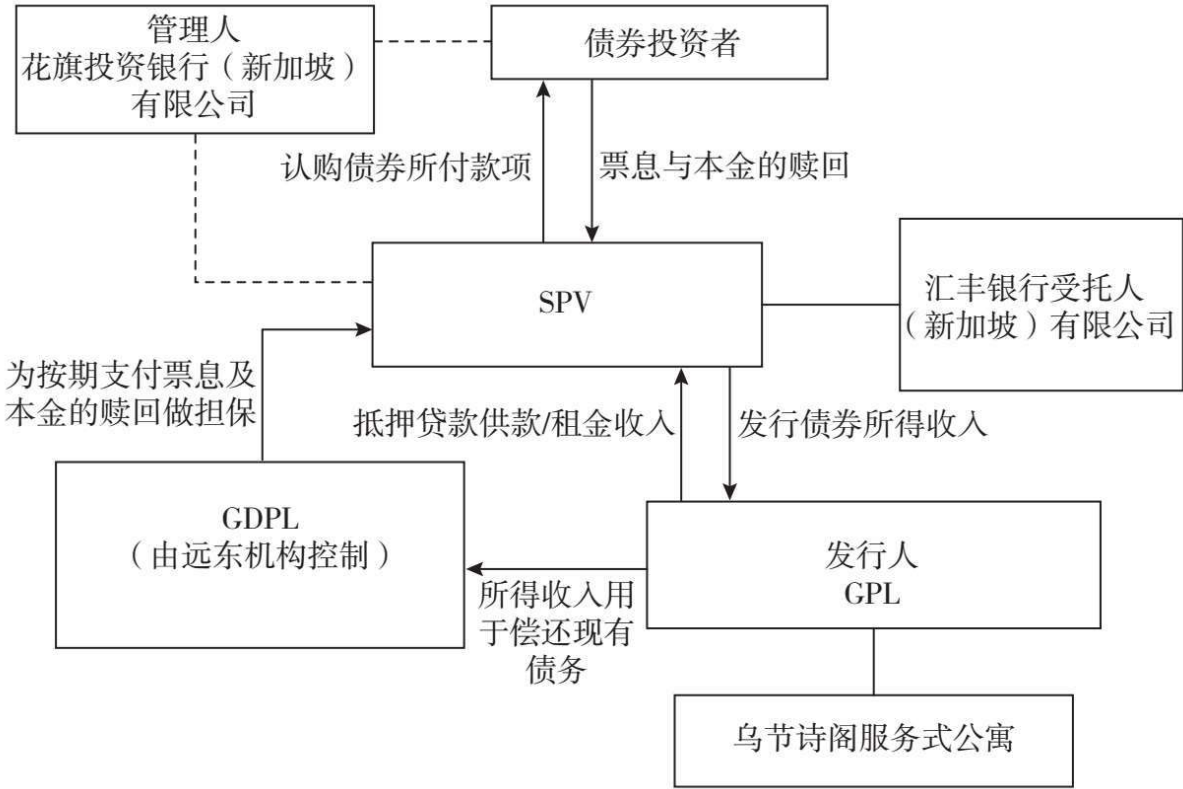 管理人
花旗投资银行（新加坡）
有限公司
债券投资者
认购债券所付款项
票息与本金的赎回
SPV
汇丰银行受托人
（新加坡）有限公司
为按期支付票息及
本金的赎回做担保
抵押贷款供款/租金收入
发行债券所得收入
GDPL
（由远东机构控制）
所得收入用
于偿还现有
债务
发行人
GPL
乌节诗阁服务式公寓